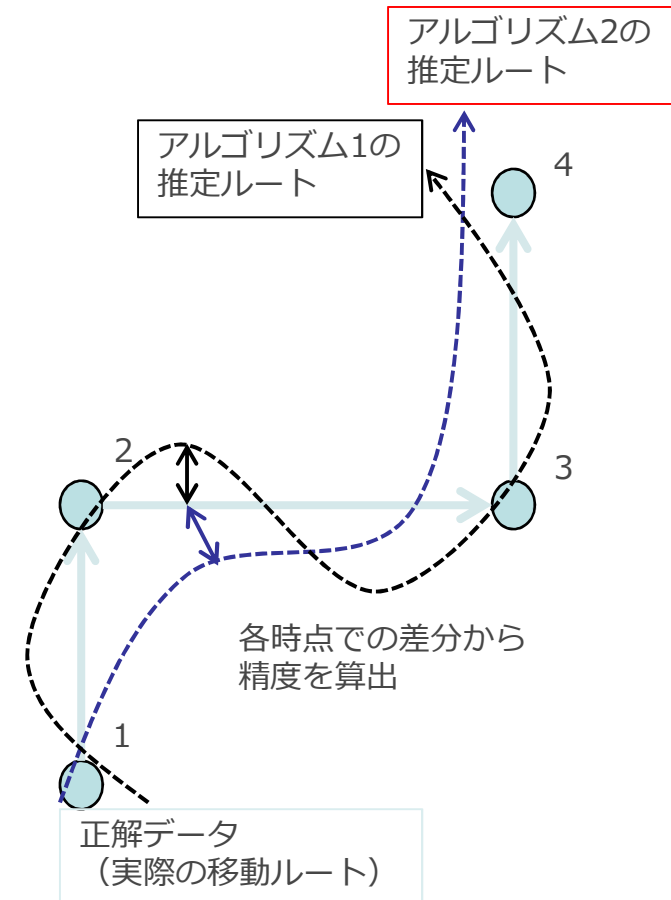 アルゴリズム2の
推定ルート
アルゴリズム1の
推定ルート
4
2
3
各時点での差分から
精度を算出
1
正解データ
（実際の移動ルート）